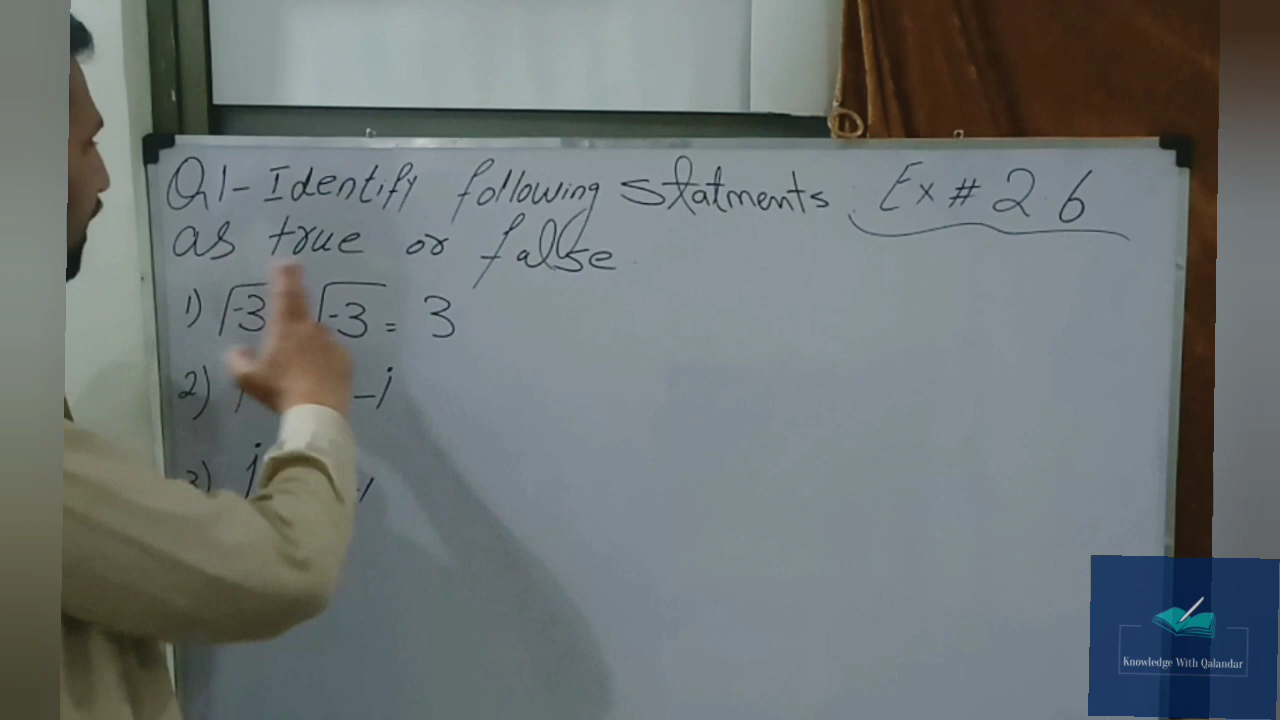 Q1- Identify following Statments Ex # 2.6
as true or false
1) √-3 √-3 = 3
2) i -i
3) i -1
Knowledge With Qalandar